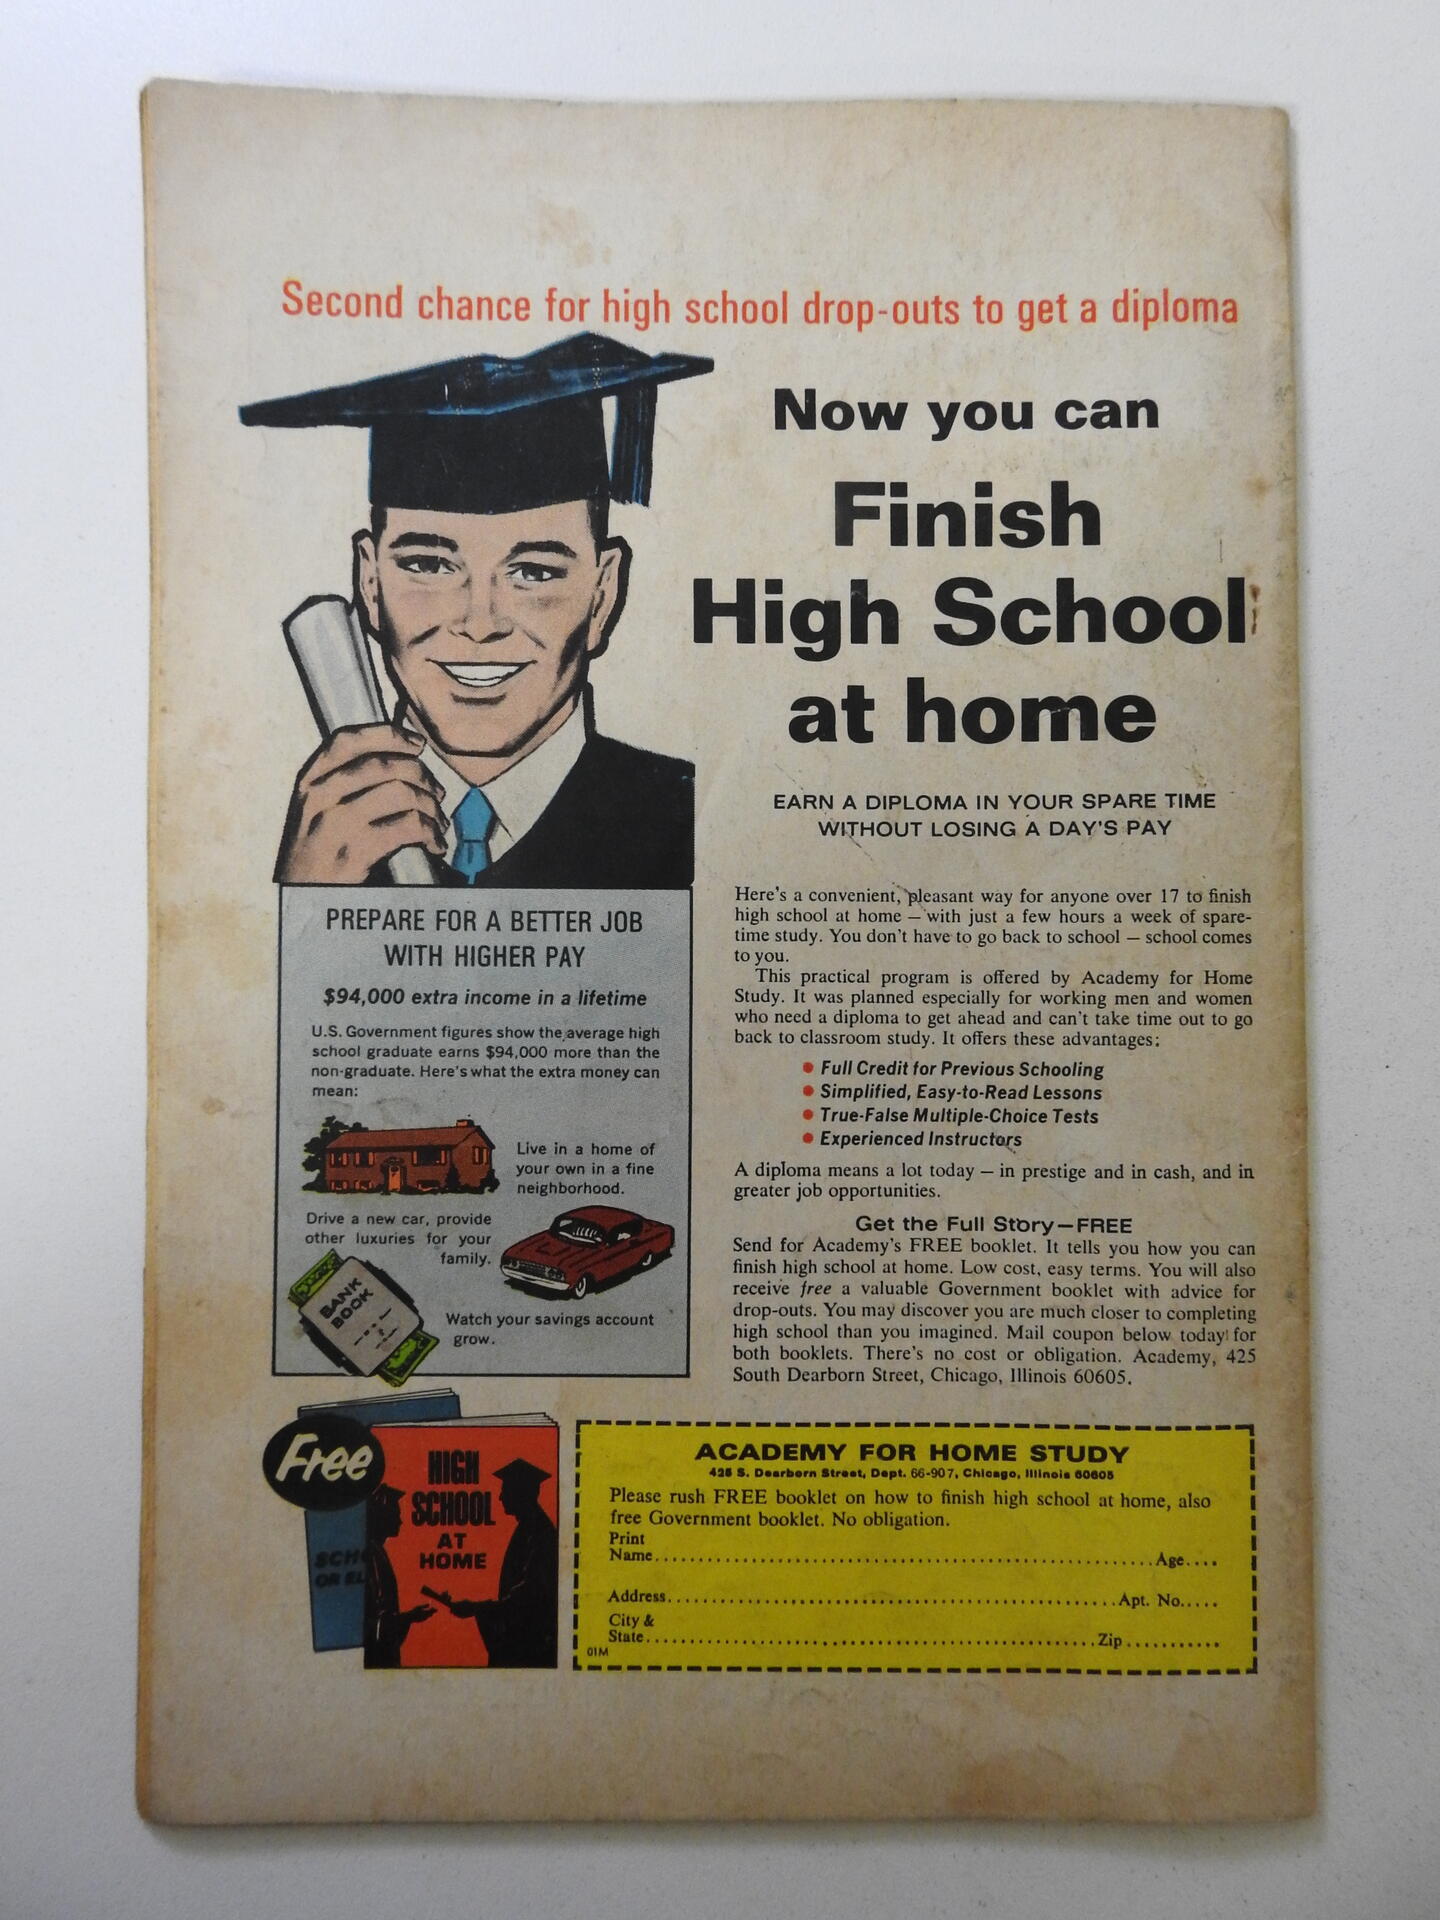 Second chance for high school drop-outs to get a diploma
Now you can
Finish
High School
at home
EARN A DIPLOMA IN YOUR SPARE TIME
WITHOUT LOSING A DAY'S PAY
PREPARE FOR A BETTER JOB
WITH HIGHER PAY
$94,000 extra income in a lifetime
U.S. Government figures show the average high
school graduate earns $94,000 more than the
non-graduate. Here's what the extra money can
mean:
Live in a home of
your own in a fine
neighborhood.
Drive a new car, provide
other luxuries for your
family.
BANK
BOOK
Watch your savings account
grow.
Here's a convenient, pleasant way for anyone over 17 to finish
high school at home — with just a few hours a week of spare-
time study. You don't have to go back to school — school comes
to you.
This practical program is offered by Academy for Home
Study. It was planned especially for working men and women
who need a diploma to get ahead and can't take time out to go
back to classroom study. It offers these advantages:
• Full Credit for Previous Schooling
• Simplified, Easy-to-Read Lessons
• True-False Multiple-Choice Tests
• Experienced Instructors
A diploma means a lot today — in prestige and in cash, and in
greater job opportunities.
Get the Full Story—FREE
Send for Academy's FREE booklet. It tells you how you can
finish high school at home. Low cost, easy terms. You will also
receive free a valuable Government booklet with advice for
drop-outs. You may discover you are much closer to completing
high school than you imagined. Mail coupon below today for
both booklets. There's no cost or obligation. Academy, 425
South Dearborn Street, Chicago, Illinois 60605.
Free
HIGH
SCHOOL
AT
HOME
SCHO
OR EL
ACADEMY FOR HOME STUDY
425 S. Dearborn Street, Dept. 66-907, Chicago, Illinois 60605
Please rush FREE booklet on how to finish high school at home, also
free Government booklet. No obligation.
Print
Name..........Age....
Address..........Apt. No.....
City &
State..........Zip..........
01M